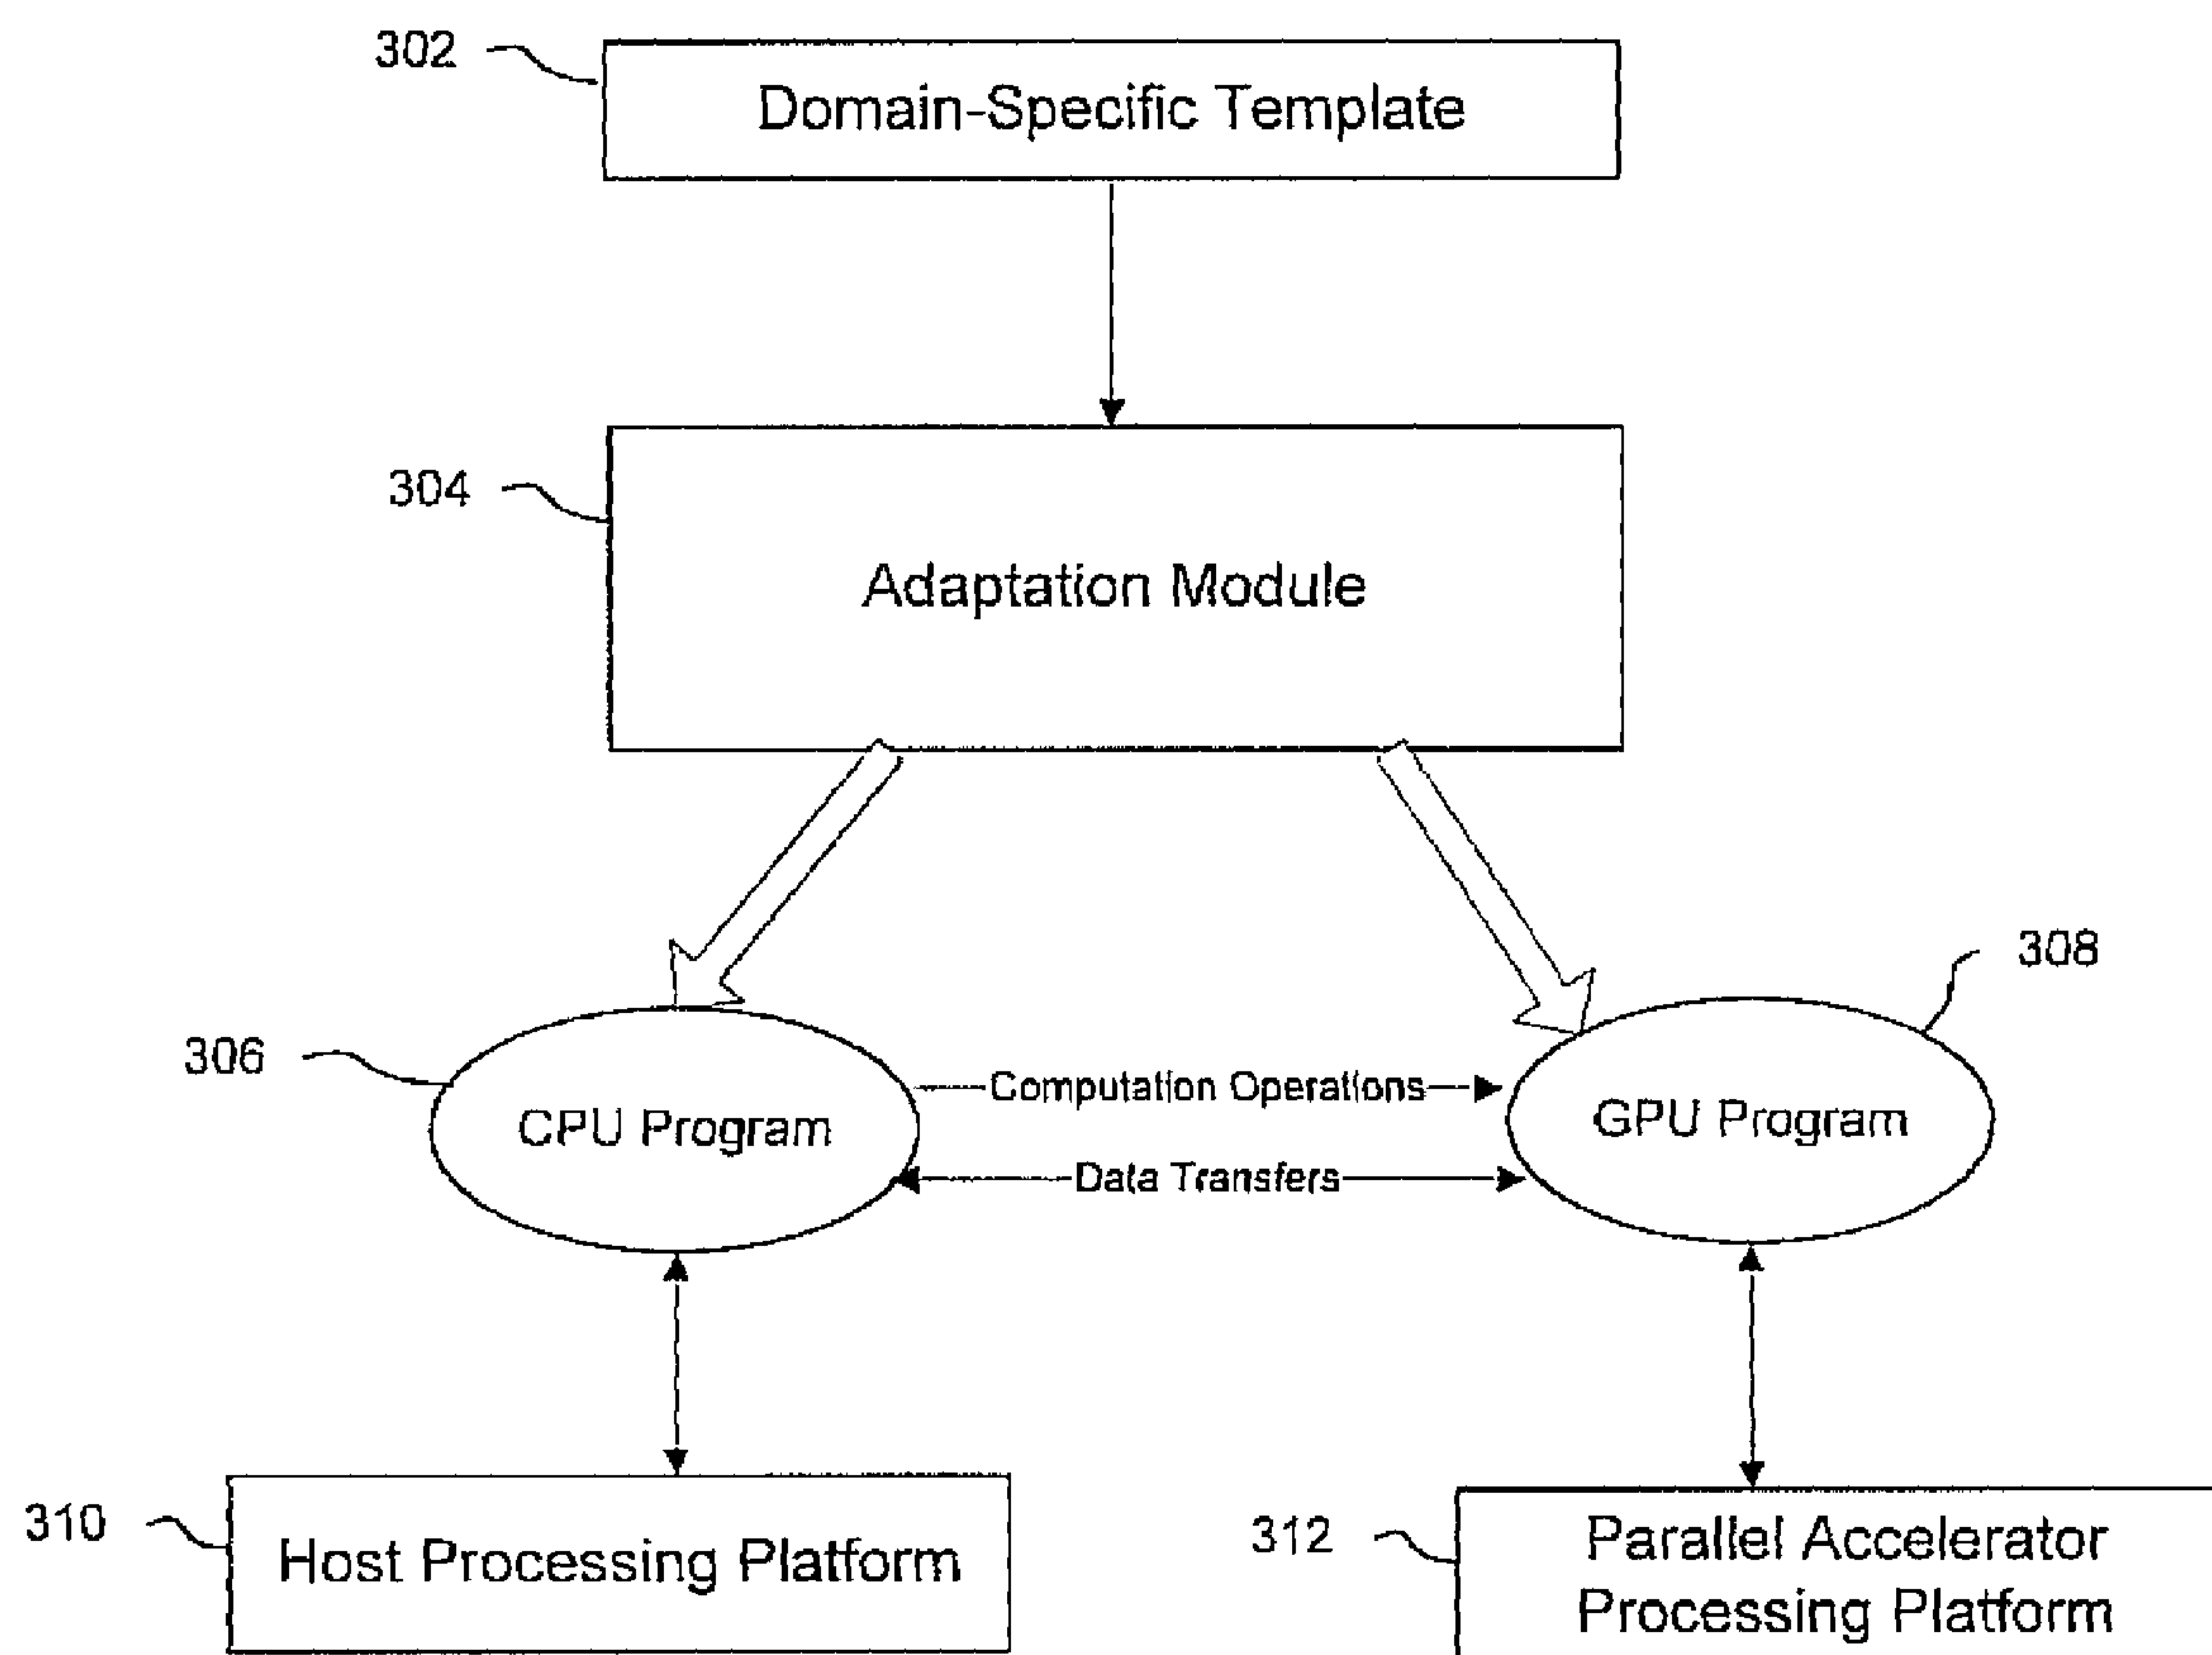 302
Domain-Specific Template
304
Adaptation Module
308
306
Computation Operations
CPU Program
GPU Program
Data Transfers
310
Host Processing Platform
312
Parallel Accelerator
Processing Platform